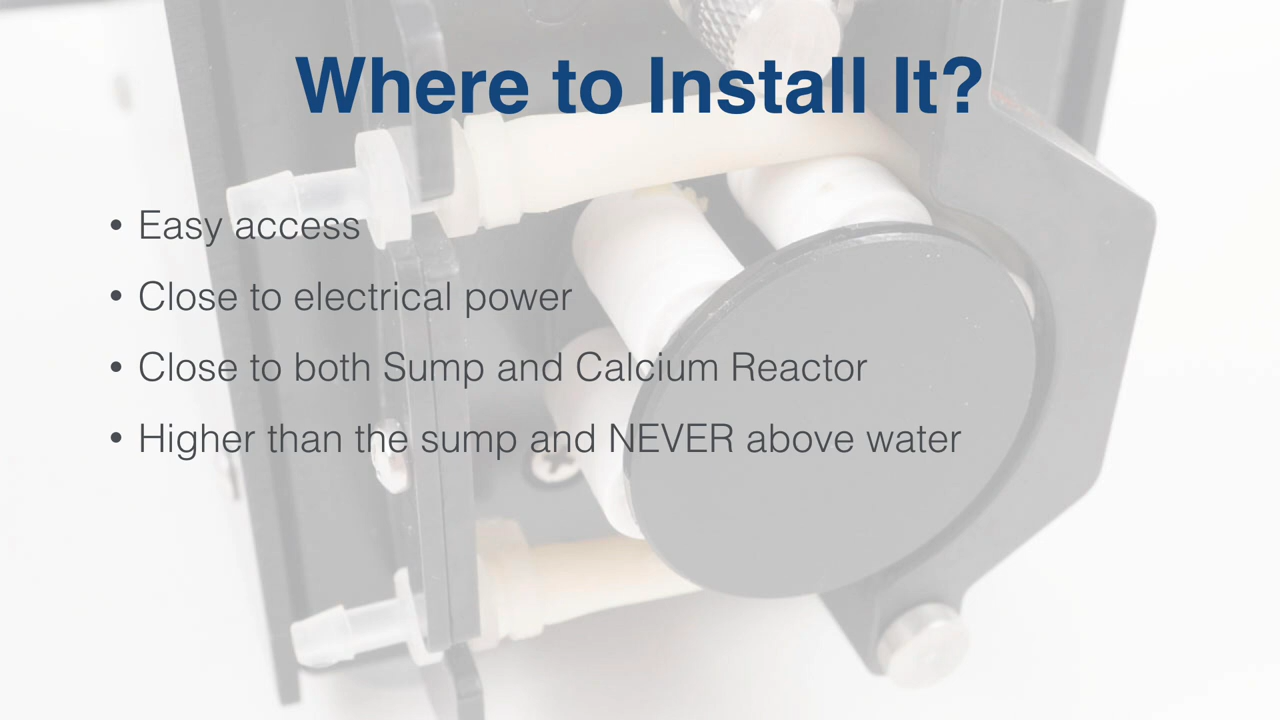 Where to Install It?
• Easy access
• Close to electrical power
• Close to both Sump and Calcium Reactor
• Higher than the sump and NEVER above water